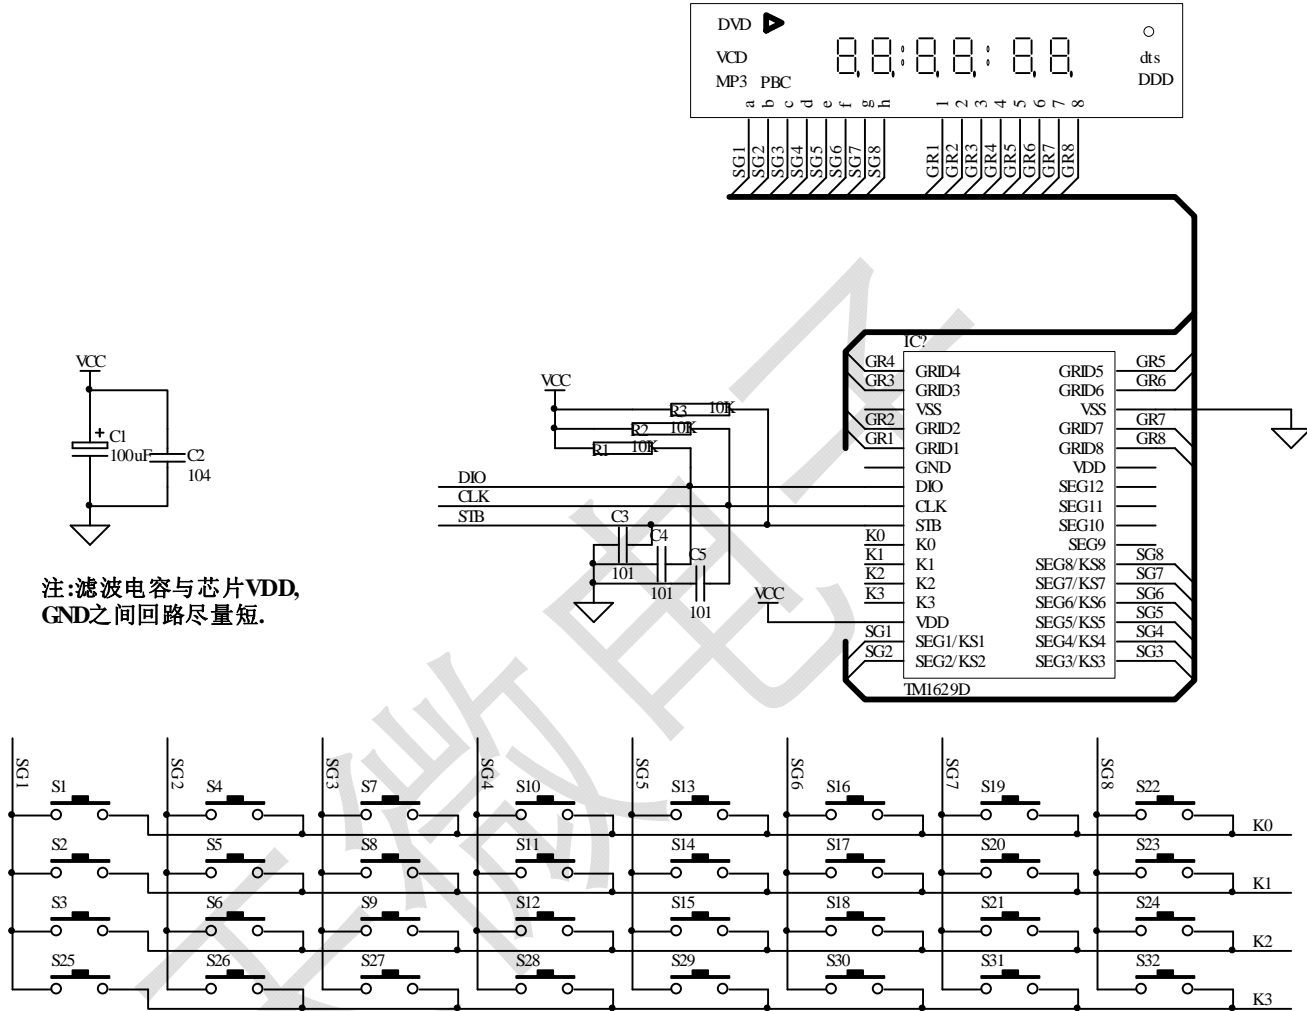 DVD
VCD
MP3 PBC
dts
DDD
a b c d e f g h 1 2 3 4 5 6 7 8
SG1 SG2 SG3 SG4 SG5 SG6 SG7 SG8 GR1 GR2 GR3 GR4 GR5 GR6 GR7 GR8
VCC
C1
100uF
C2
104
注:滤波电容与芯片VDD,
GND之间回路尽量短.
VCC
R3 10K
R2 10K
R1 10K
DIO
CLK
STB
C3
101
C4
101
C5
101
VCC
IC?
GR4 GRID4 GRID5 GR5
GR3 GRID3 GRID6 GR6
VSS VSS
GR2 GRID2 GRID7 GR7
GR1 GRID1 GRID8 GR8
GND VDD
DIO SEG12
CLK SEG11
STB SEG10
K0 K0 SEG9
K1 K1 SEG8/KS8 SG8
K2 K2 SEG7/KS7 SG7
K3 K3 SEG6/KS6 SG6
VDD SEG5/KS5 SG5
SG1 SEG1/KS1 SEG4/KS4 SG4
SG2 SEG2/KS2 SEG3/KS3 SG3
TM1629D
SG1 SG2 SG3 SG4 SG5 SG6 SG7 SG8
S1 S4 S7 S10 S13 S16 S19 S22
K0
S2 S5 S8 S11 S14 S17 S20 S23
K1
S3 S6 S9 S12 S15 S18 S21 S24
K2
S25 S26 S27 S28 S29 S30 S31 S32
K3
微电子